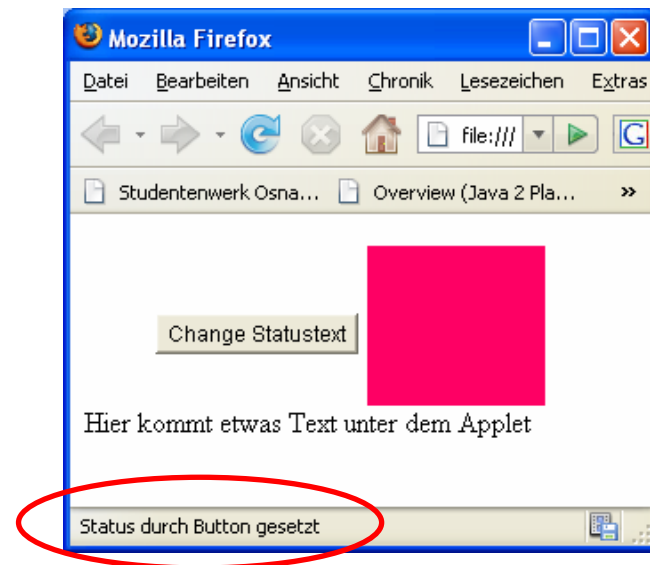 Mozilla Firefox
Datei Bearbeiten Ansicht Chronik Lesezeichen Extras
file:/// G
Studentenwerk Osna... Overview (Java 2 Pla... »
Change Statustext
Hier kommt etwas Text unter dem Applet
Status durch Button gesetzt